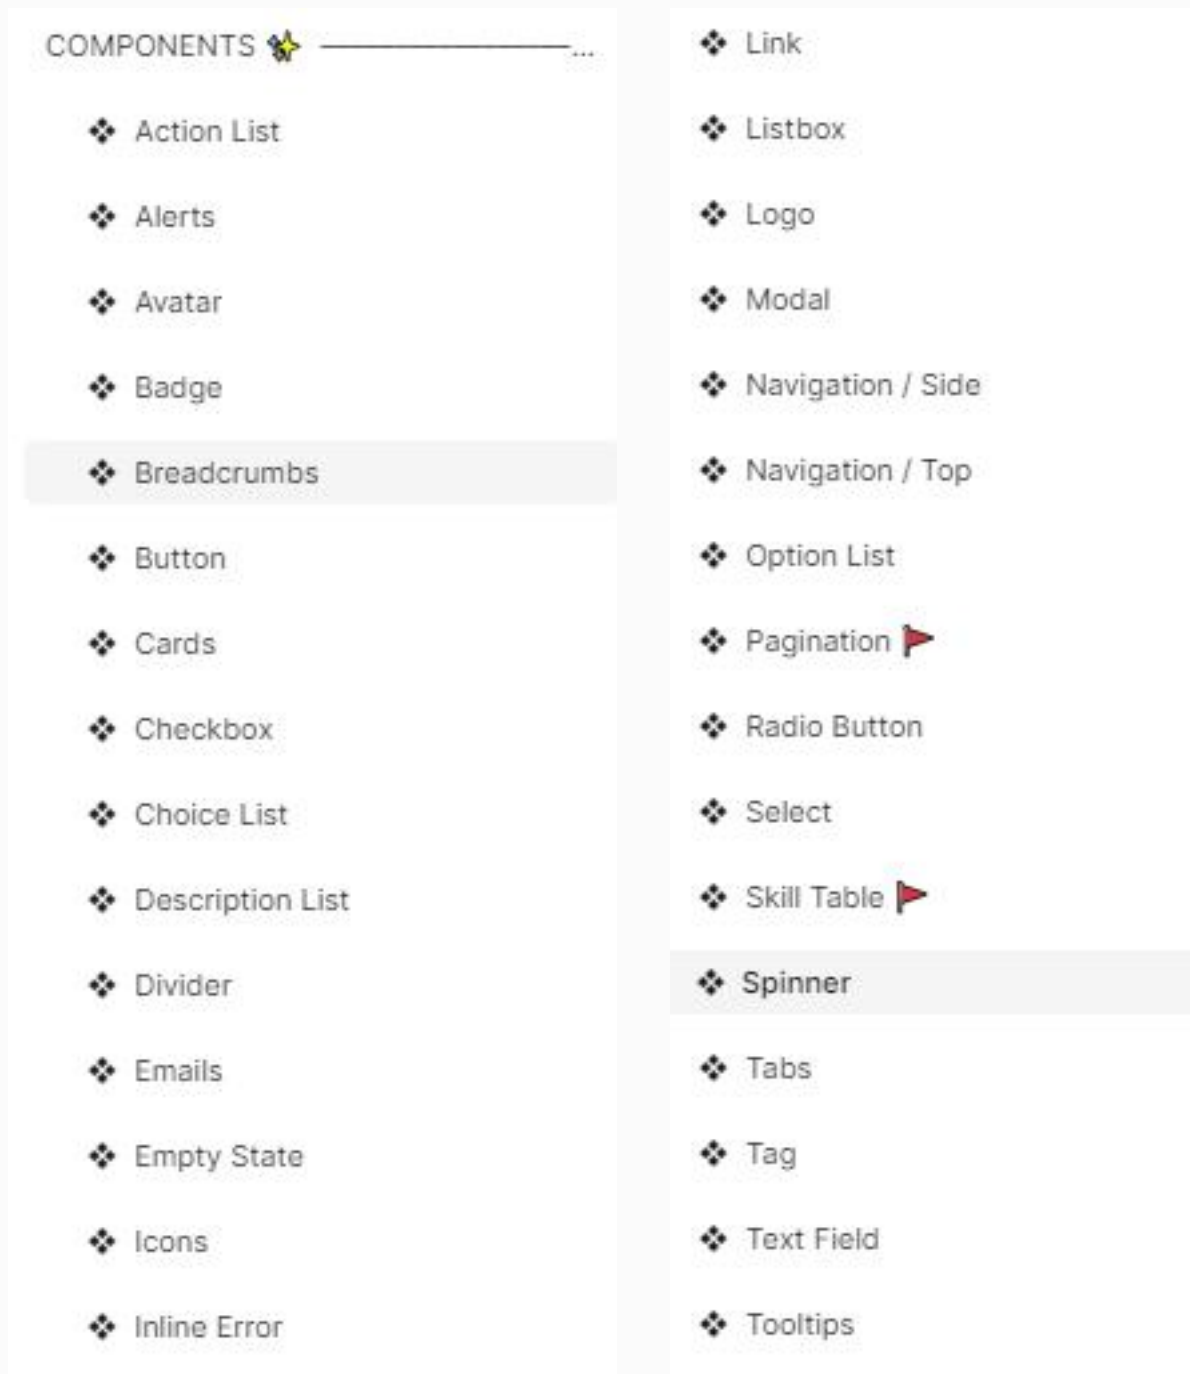 COMPONENTS ✨ ——————————...
❖ Action List
❖ Alerts
❖ Avatar
❖ Badge
❖ Breadcrumbs
❖ Button
❖ Cards
❖ Checkbox
❖ Choice List
❖ Description List
❖ Divider
❖ Emails
❖ Empty State
❖ Icons
❖ Inline Error
❖ Link
❖ Listbox
❖ Logo
❖ Modal
❖ Navigation / Side
❖ Navigation / Top
❖ Option List
❖ Pagination 🚩
❖ Radio Button
❖ Select
❖ Skill Table 🚩
❖ Spinner
❖ Tabs
❖ Tag
❖ Text Field
❖ Tooltips